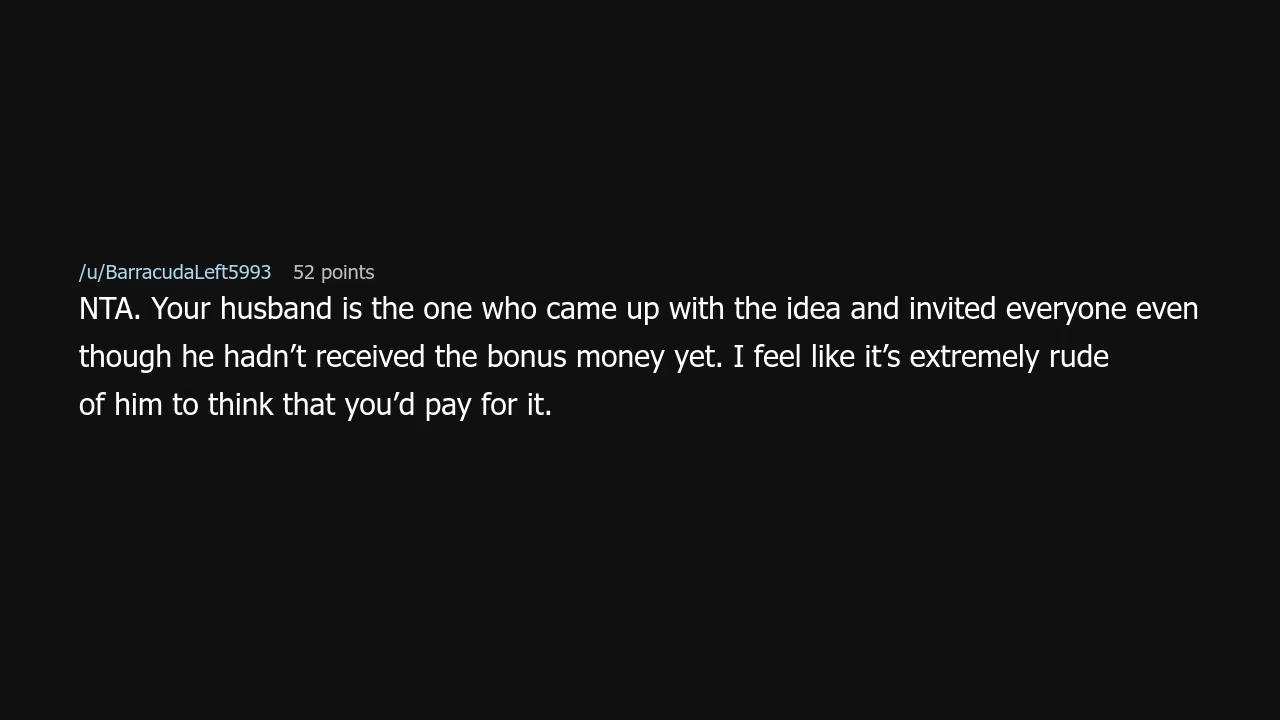 /u/BarracudaLeft5993 52 points
NTA. Your husband is the one who came up with the idea and invited everyone even
though he hadn’t received the bonus money yet. I feel like it’s extremely rude
of him to think that you’d pay for it.